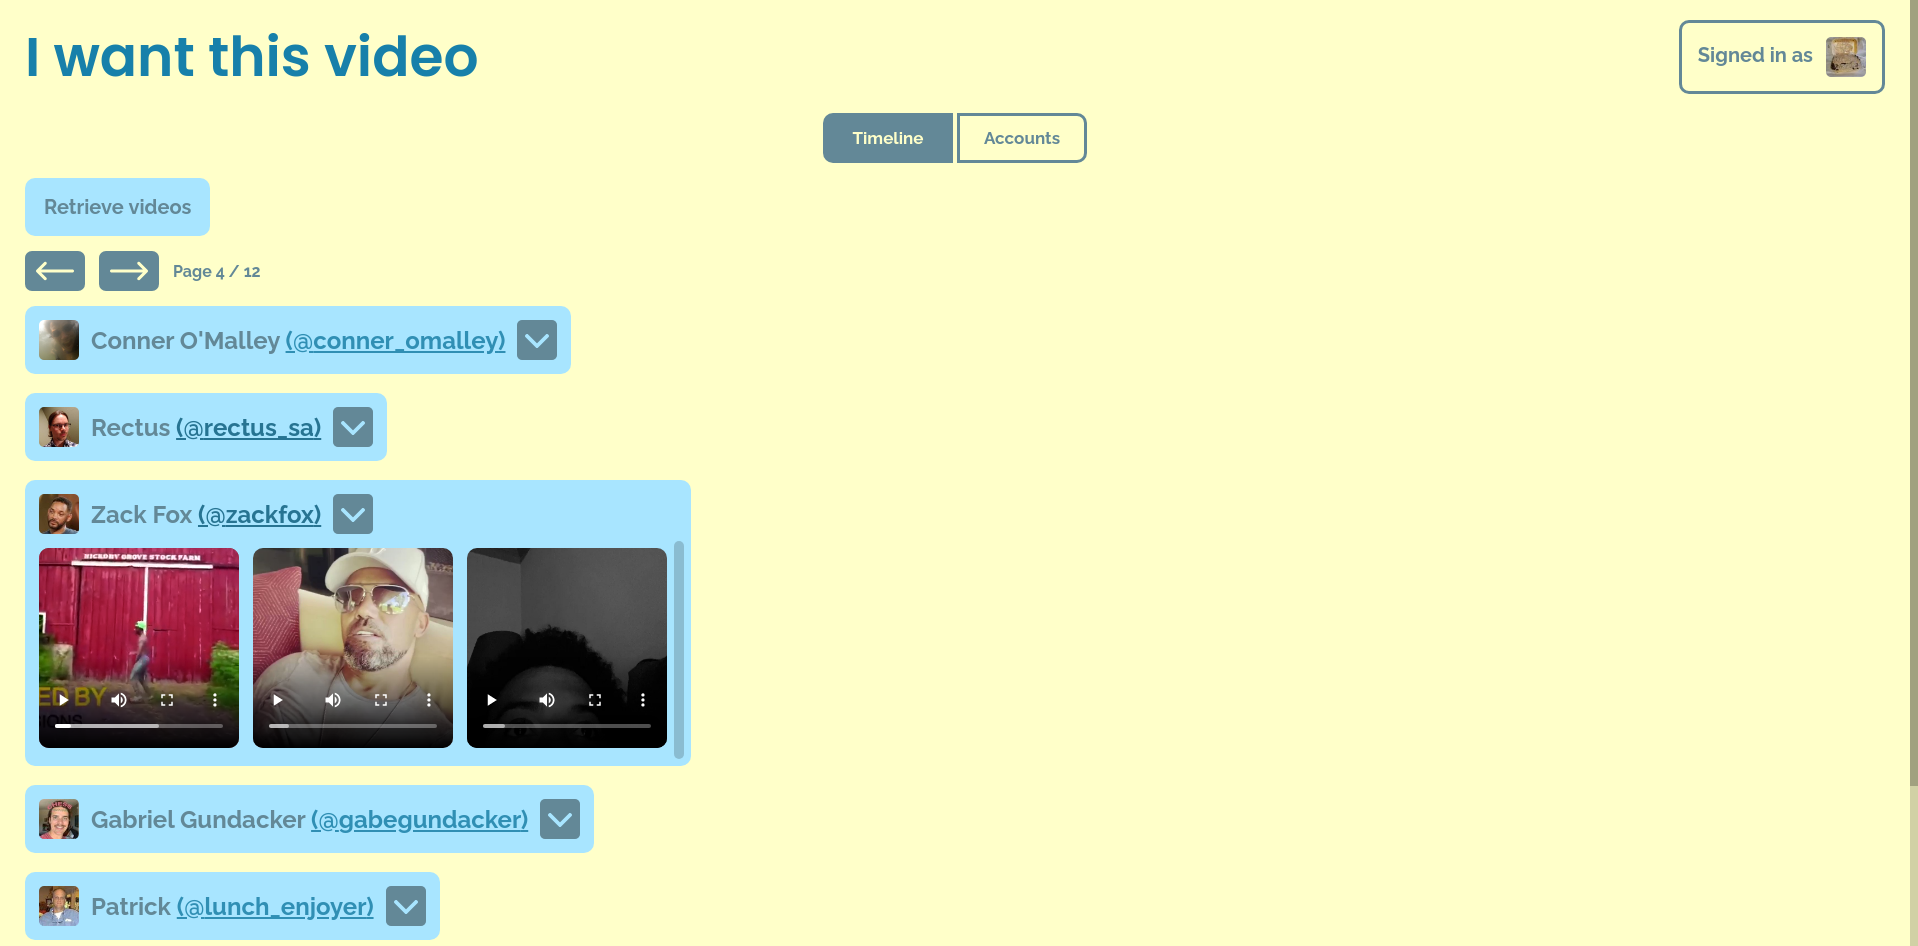 I want this video
Signed in as
Timeline
Accounts
Retrieve videos
Page 4 / 12
Conner O'Malley (@conner_omalley)
Rectus (@rectus_sa)
Zack Fox (@zackfox)
HICKORY GROVE STOCK FARM
ED BY
IONS
Gabriel Gundacker (@gabegundacker)
Patrick (@lunch_enjoyer)